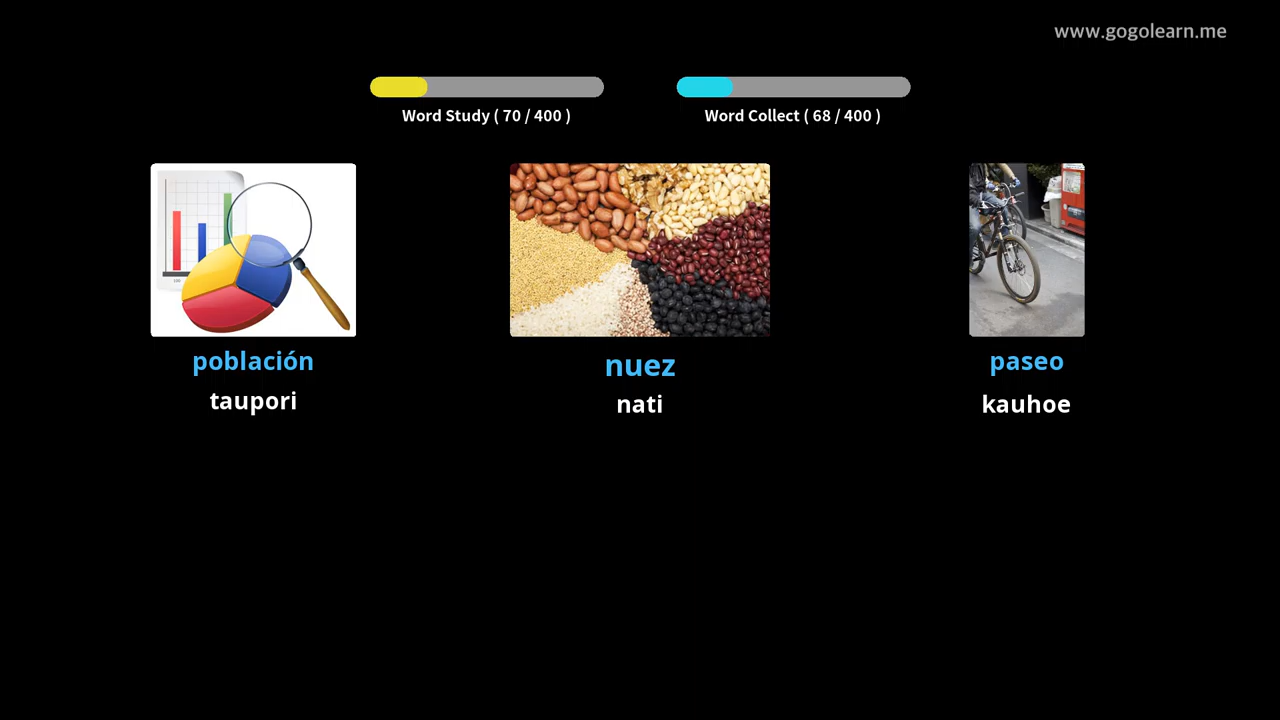 www.gogolearn.me
Word Study ( 70 / 400 )
Word Collect ( 68 / 400 )
población
nuez
paseo
taupori
nati
kauhoe